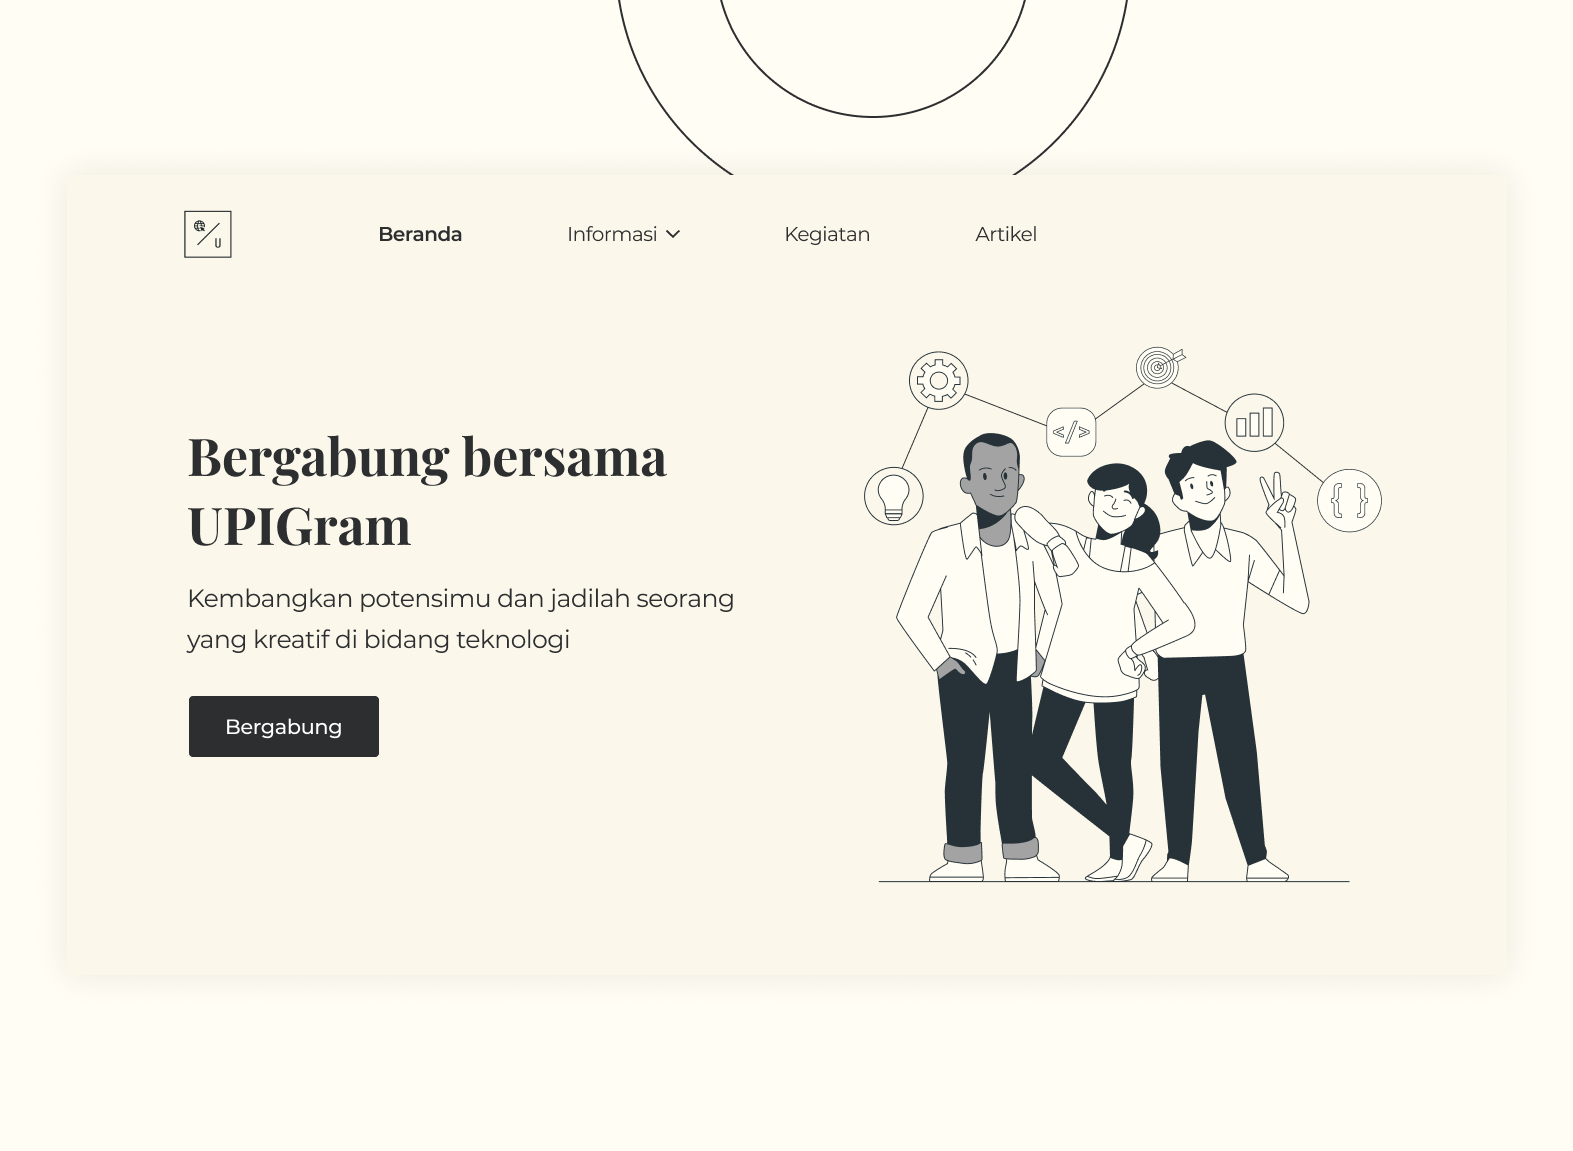 U
Beranda
Informasi
Kegiatan
Artikel
</>
{ }
Bergabung bersama
UPIGram
Kembangkan potensimu dan jadilah seorang
yang kreatif di bidang teknologi
Bergabung